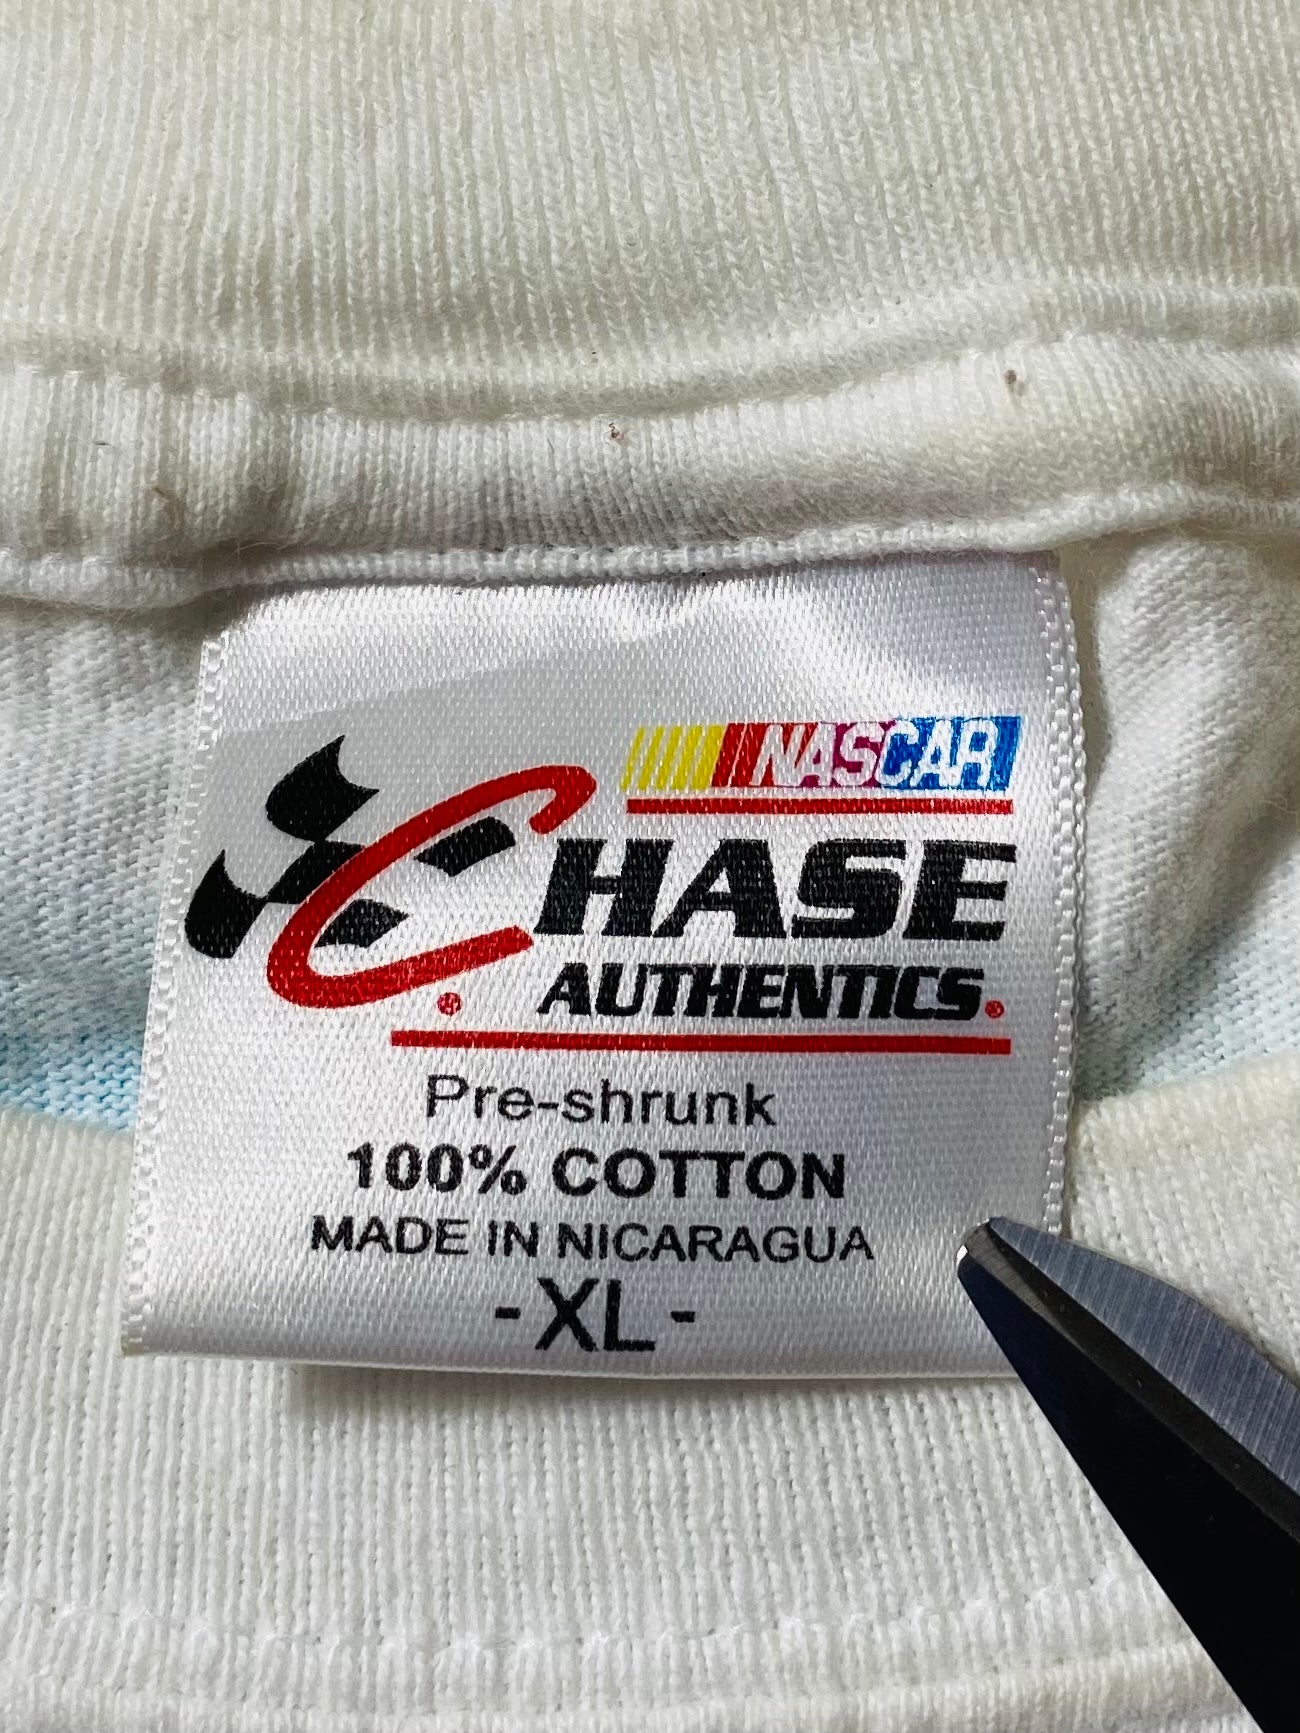 NASCAR
CHASE
AUTHENTICS®
®
Pre-shrunk
100% COTTON
MADE IN NICARAGUA
-XL-